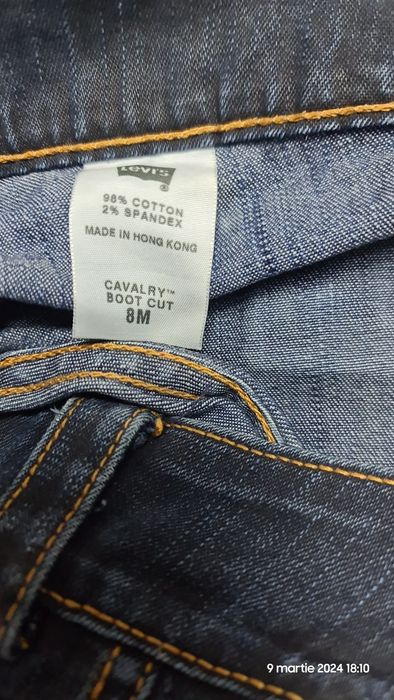 Levi's
®
98% COTTON
2% SPANDEX
MADE IN HONG KONG
CAVALRY™
BOOT CUT
8M
9 martie 2024 18:10